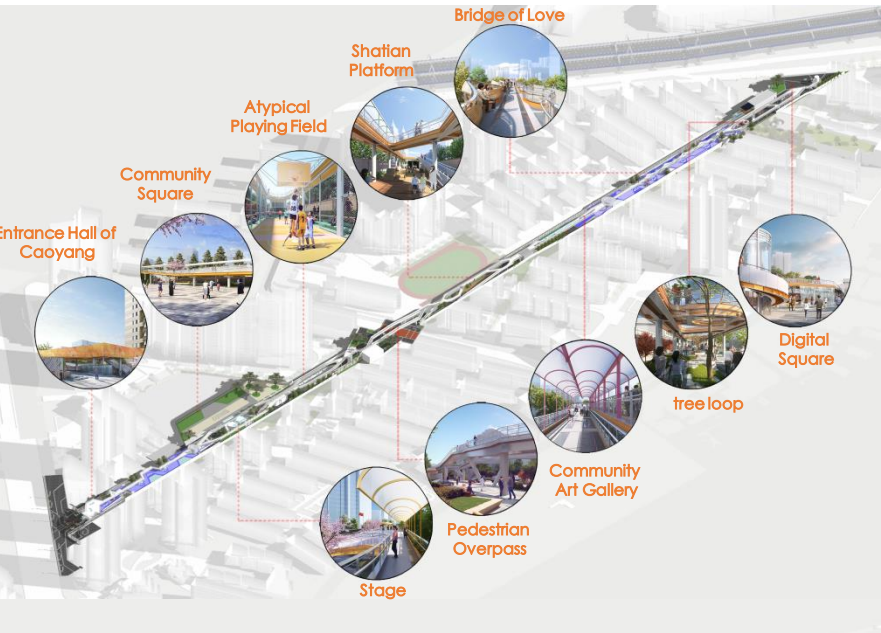 Bridge of Love
Shatian
Platform
Atypical
Playing Field
Community
Square
Entrance Hall of
Caoyang
Digital
Square
tree loop
Community
Art Gallery
Pedestrian
Overpass
Stage